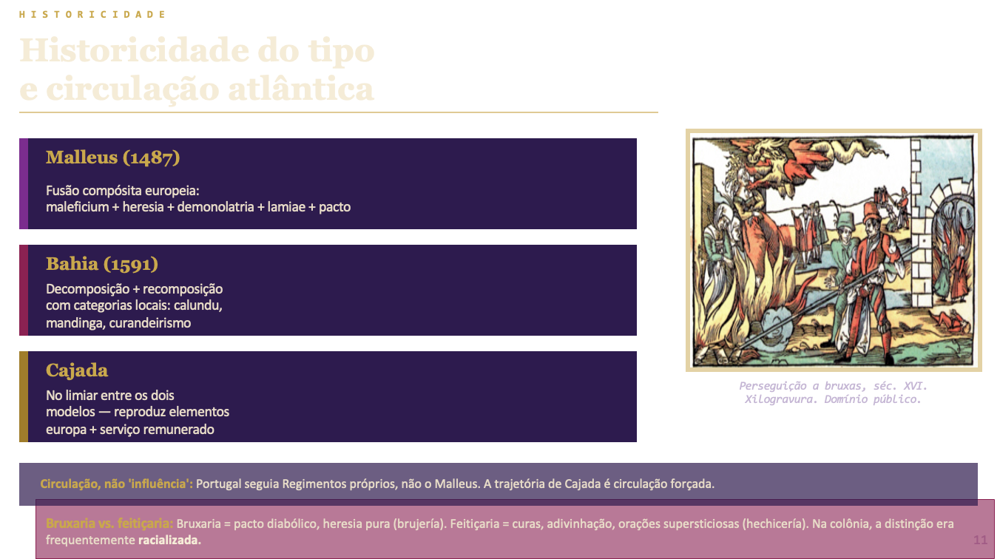 HISTORICIDADE
Historicidade do tipo
e circulação atlântica
Malleus (1487)
Fusão compósita europeia:
maleficium + heresia + demonolatria + lamiae + pacto
Bahia (1591)
Decomposição + recomposição
com categorias locais: calundu,
mandinga, curandeirismo
Cajada
No limiar entre os dois
modelos — reproduz elementos
europa + serviço remunerado
Perseguição a bruxas, séc. XVI.
Xilogravura. Domínio público.
Circulação, não 'influência': Portugal seguia Regimentos próprios, não o Malleus. A trajetória de Cajada é circulação forçada.
Bruxaria vs. feitiçaria: Bruxaria = pacto diabólico, heresia pura (brujería). Feitiçaria = curas, adivinhação, orações supersticiosas (hechicería). Na colônia, a distinção era
frequentemente racializada.
11